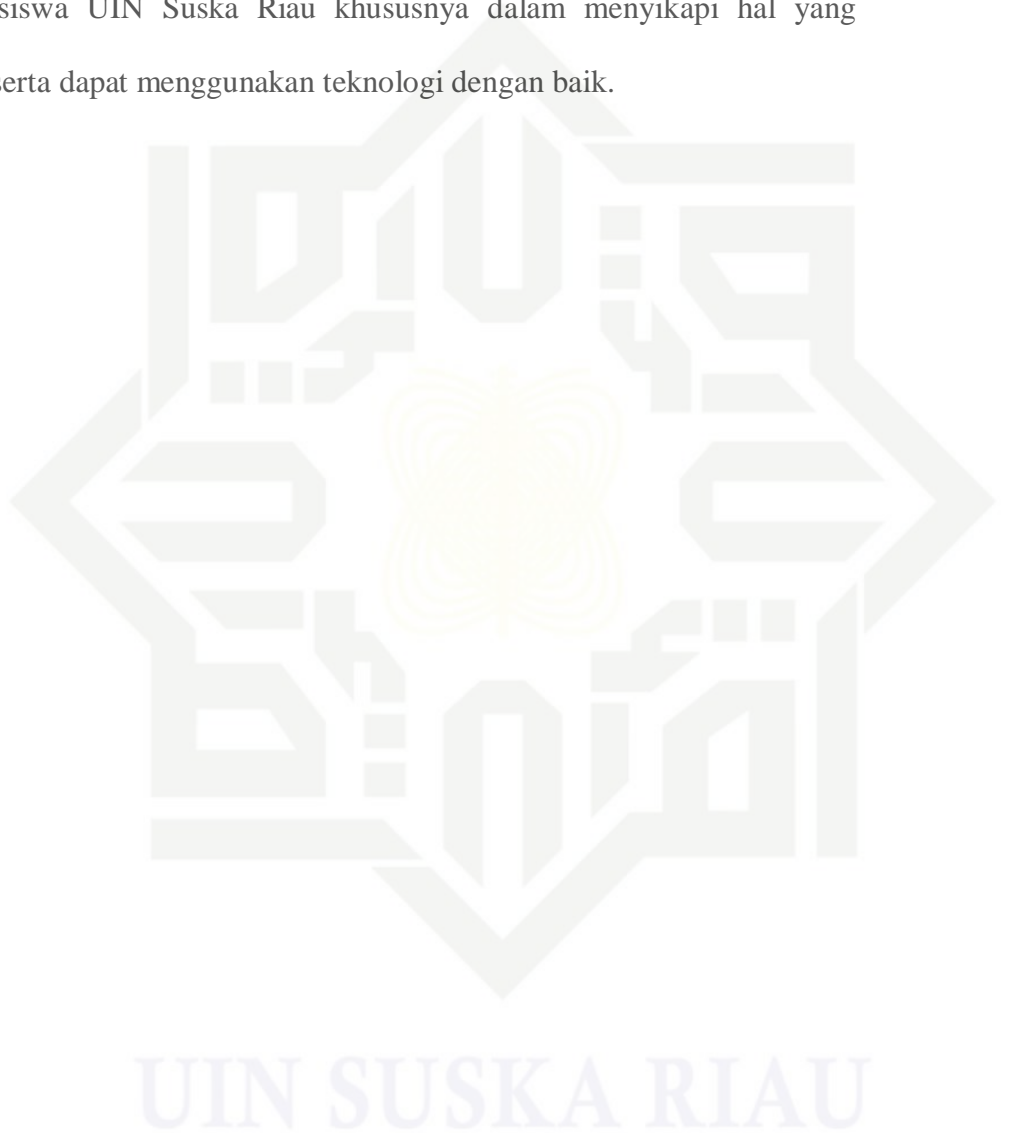 siswa UIN Suska Riau khususnya dalam menyikapi hal yang
serta dapat menggunakan teknologi dengan baik.
UIN SUSKA RIAU